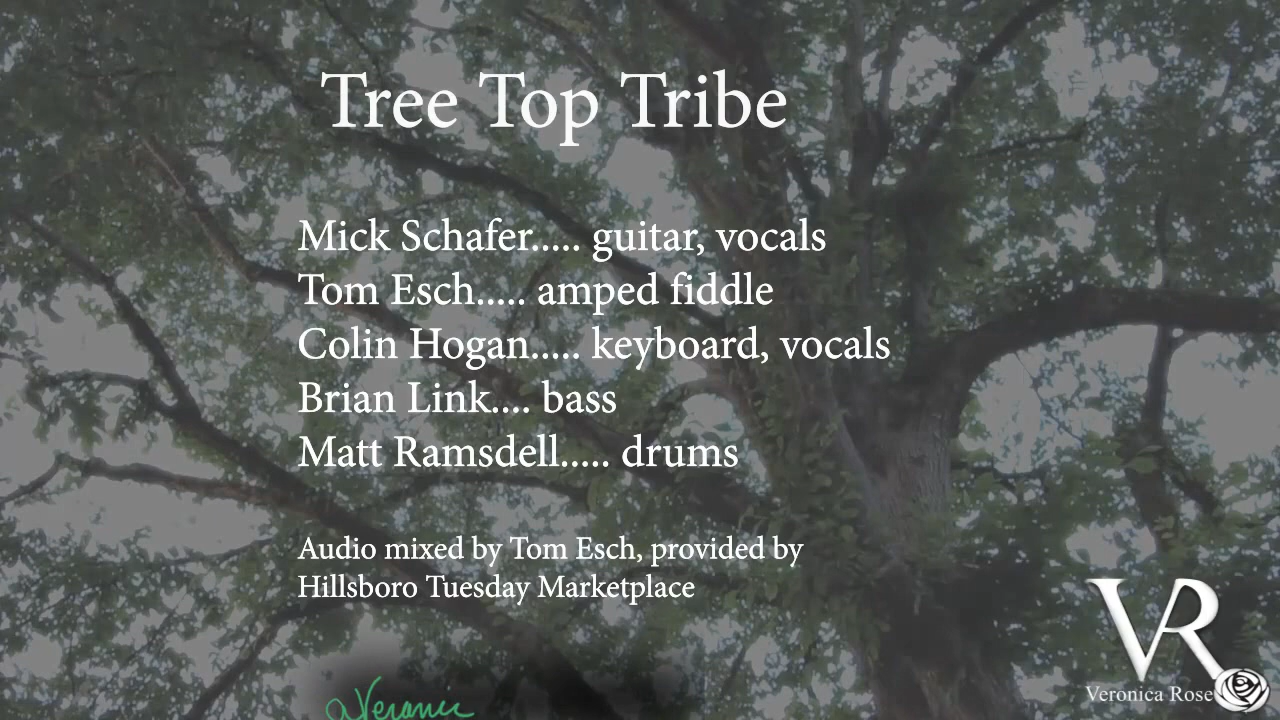 Tree Top Tribe
Mick Schafer..... guitar, vocals
Tom Esch..... amped fiddle
Colin Hogan..... keyboard, vocals
Brian Link.... bass
Matt Ramsdell..... drums
Audio mixed by Tom Esch, provided by
Hillsboro Tuesday Marketplace
VR
Veronica Rose